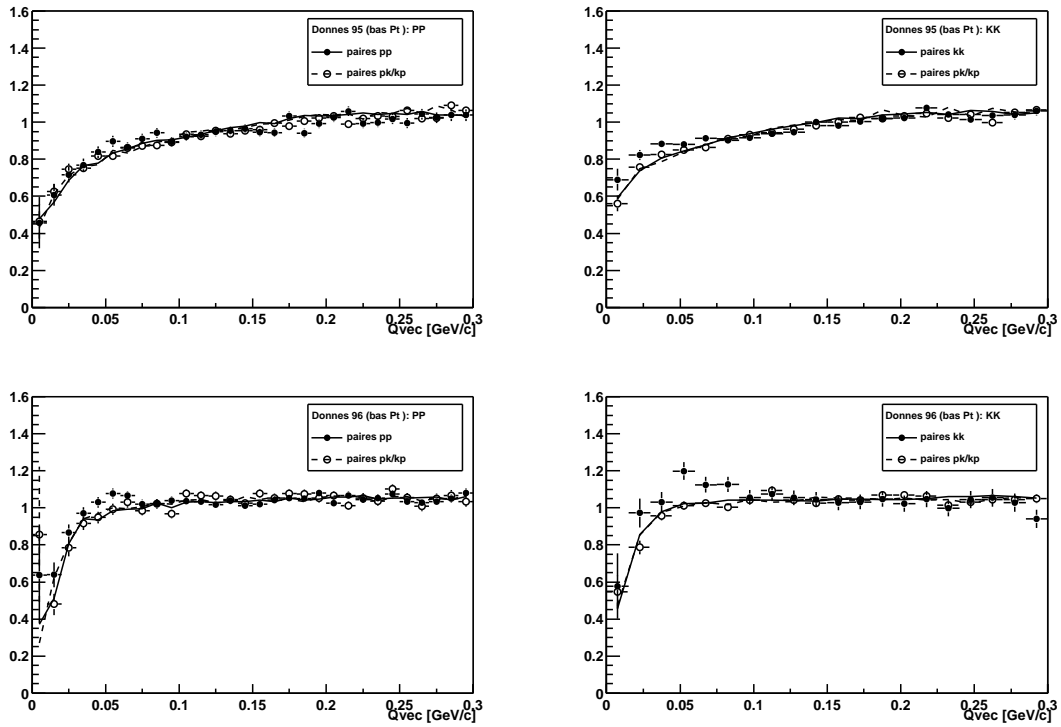 1.6
1.4
1.2
1
0.8
0.6
0.4
0.2
0
Donnes 95 (bas Pt ): PP
paires pp
paires pk/kp
0 0.05 0.1 0.15 0.2 0.25 0.3
Qvec [GeV/c]
1.6
1.4
1.2
1
0.8
0.6
0.4
0.2
0
Donnes 95 (bas Pt ): KK
paires kk
paires pk/kp
0 0.05 0.1 0.15 0.2 0.25 0.3
Qvec [GeV/c]
1.6
1.4
1.2
1
0.8
0.6
0.4
0.2
0
Donnes 96 (bas Pt ): PP
paires pp
paires pk/kp
0 0.05 0.1 0.15 0.2 0.25 0.3
Qvec [GeV/c]
1.6
1.4
1.2
1
0.8
0.6
0.4
0.2
0
Donnes 96 (bas Pt ): KK
paires kk
paires pk/kp
0 0.05 0.1 0.15 0.2 0.25 0.3
Qvec [GeV/c]